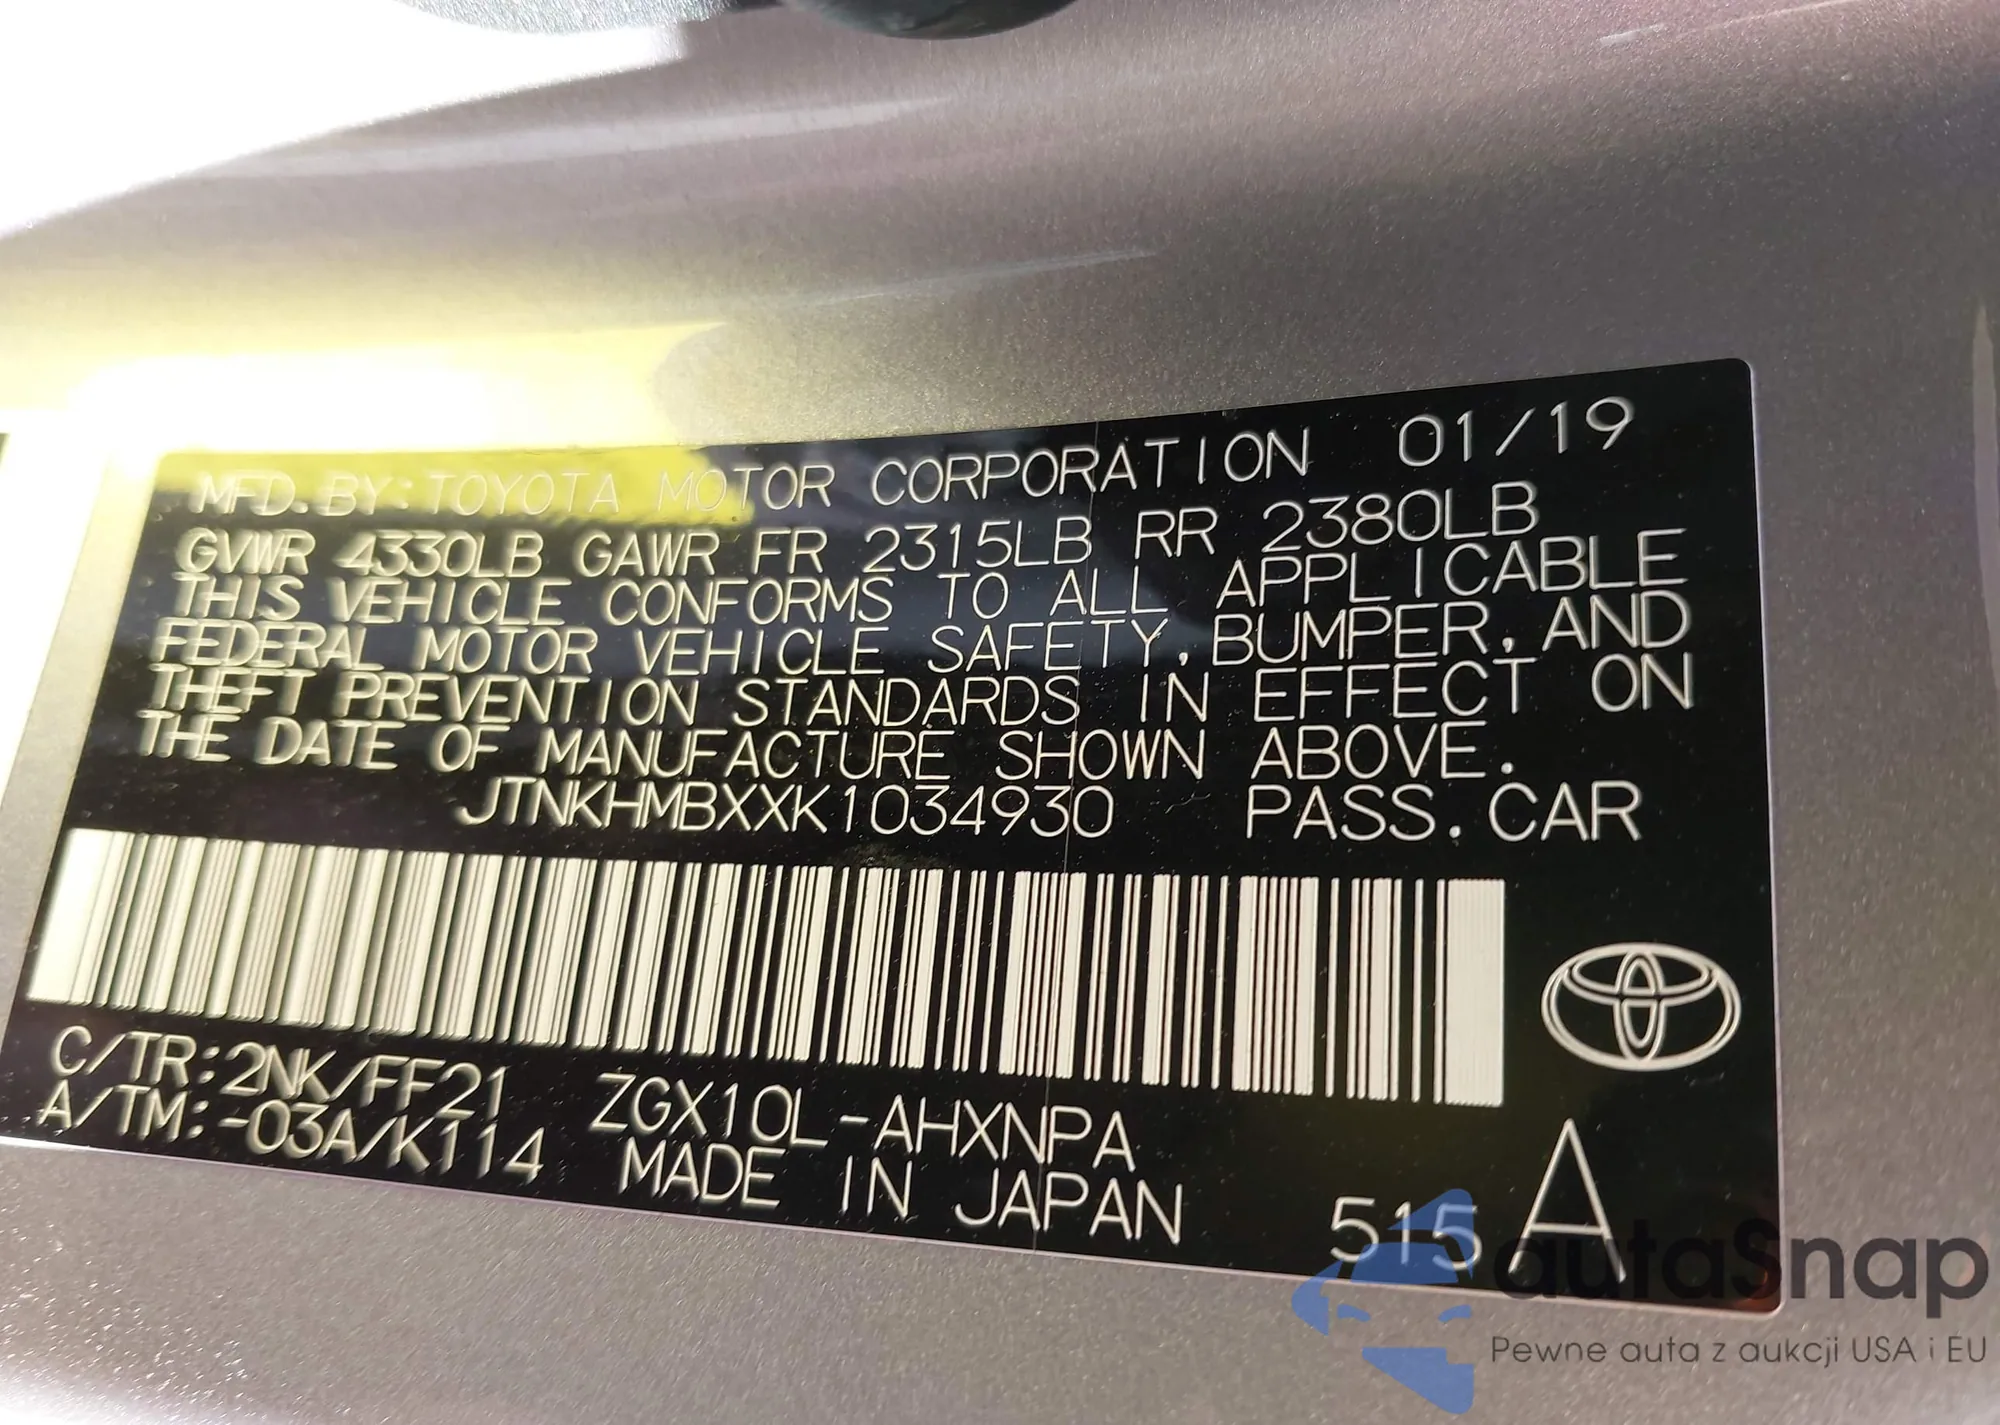 MFD. BY: TOYOTA MOTOR CORPORATION 01/19
GVWR 4330LB GAWR FR 2315LB RR 2380LB
THIS VEHICLE CONFORMS TO ALL APPLICABLE
FEDERAL MOTOR VEHICLE SAFETY, BUMPER, AND
THEFT PREVENTION STANDARDS IN EFFECT ON
THE DATE OF MANUFACTURE SHOWN ABOVE.
JTNKHMBXXK1034930 PASS. CAR
C/TR:2NK/FF21 ZGX10L-AHXNPA
A/TM:-03A/K114 MADE IN JAPAN 515 A
autaSnap
Pewne auta z aukcji USA i EU